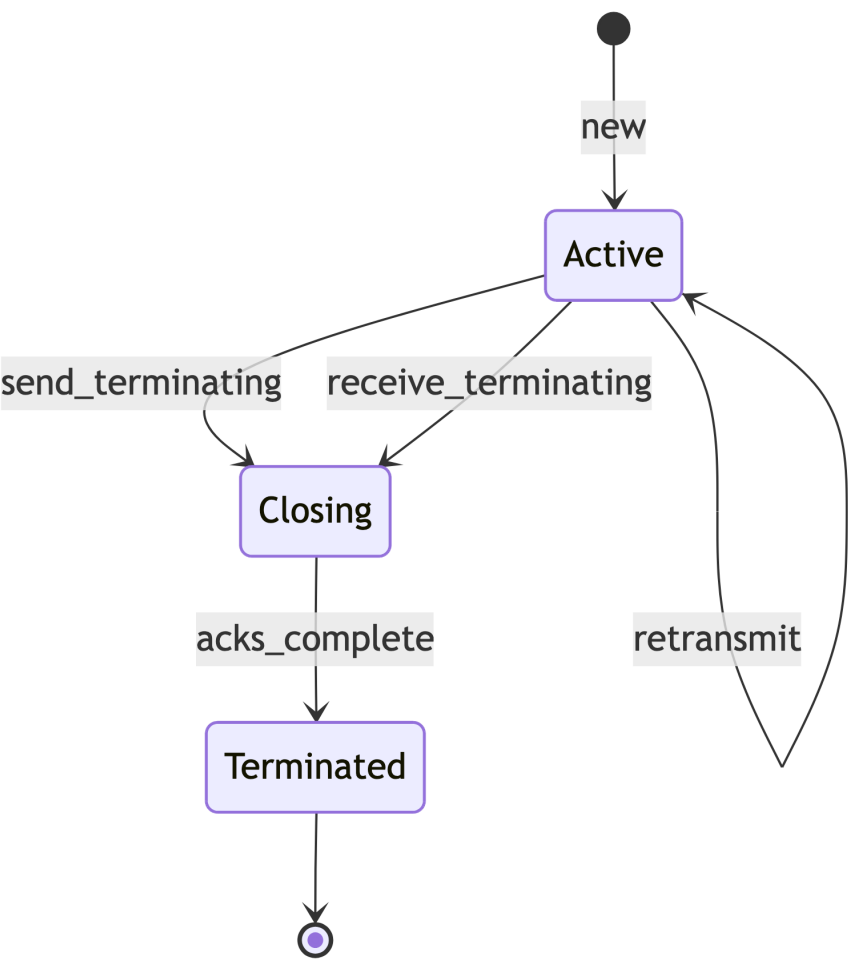 new
Active
send_terminating
receive_terminating
Closing
acks_complete
retransmit
Terminated